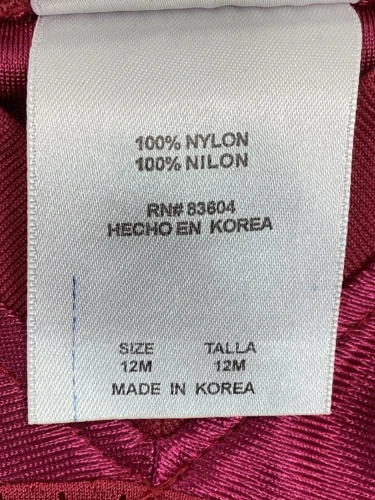 100% NYLON
100% NILON
RN# 83604
HECHO EN KOREA
SIZE TALLA
12M 12M
MADE IN KOREA